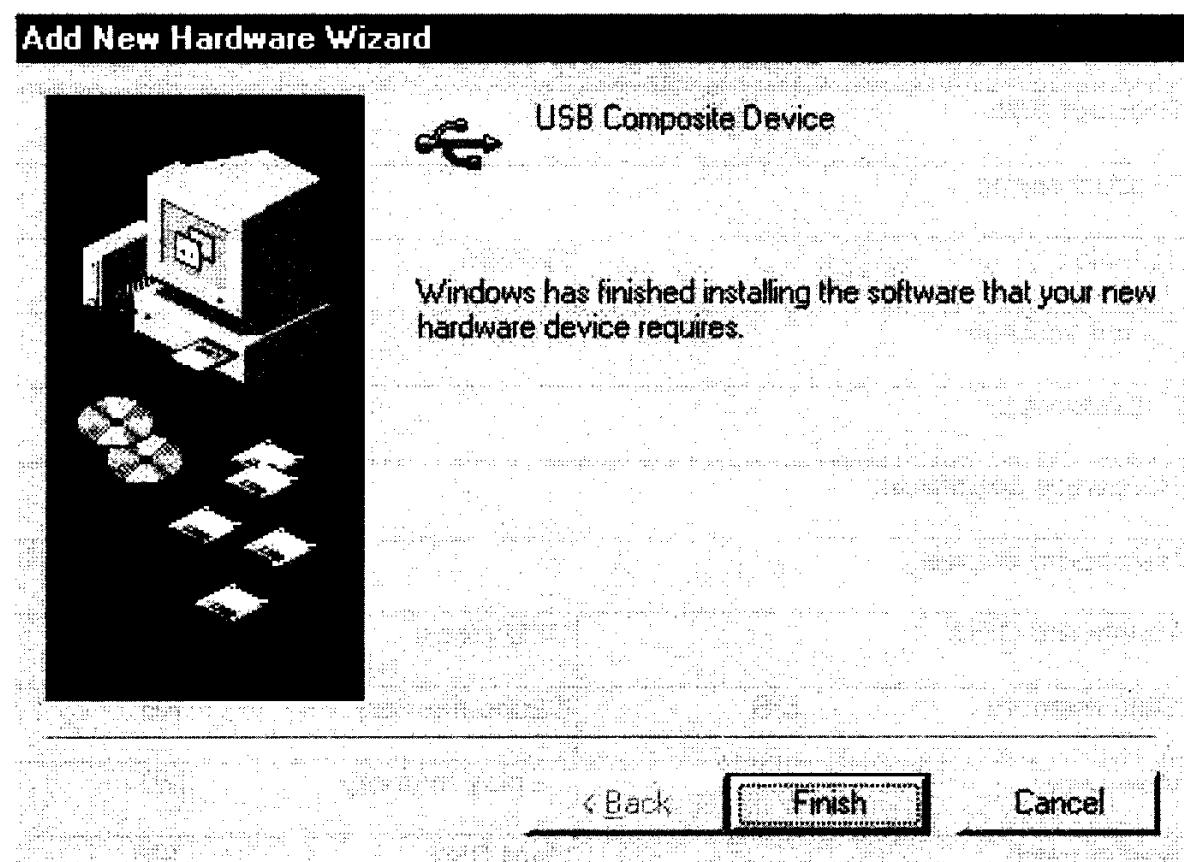 Add New Hardware Wizard
USB Composite Device
Windows has finished installing the software that your new
hardware device requires.
< Back
Finish
Cancel